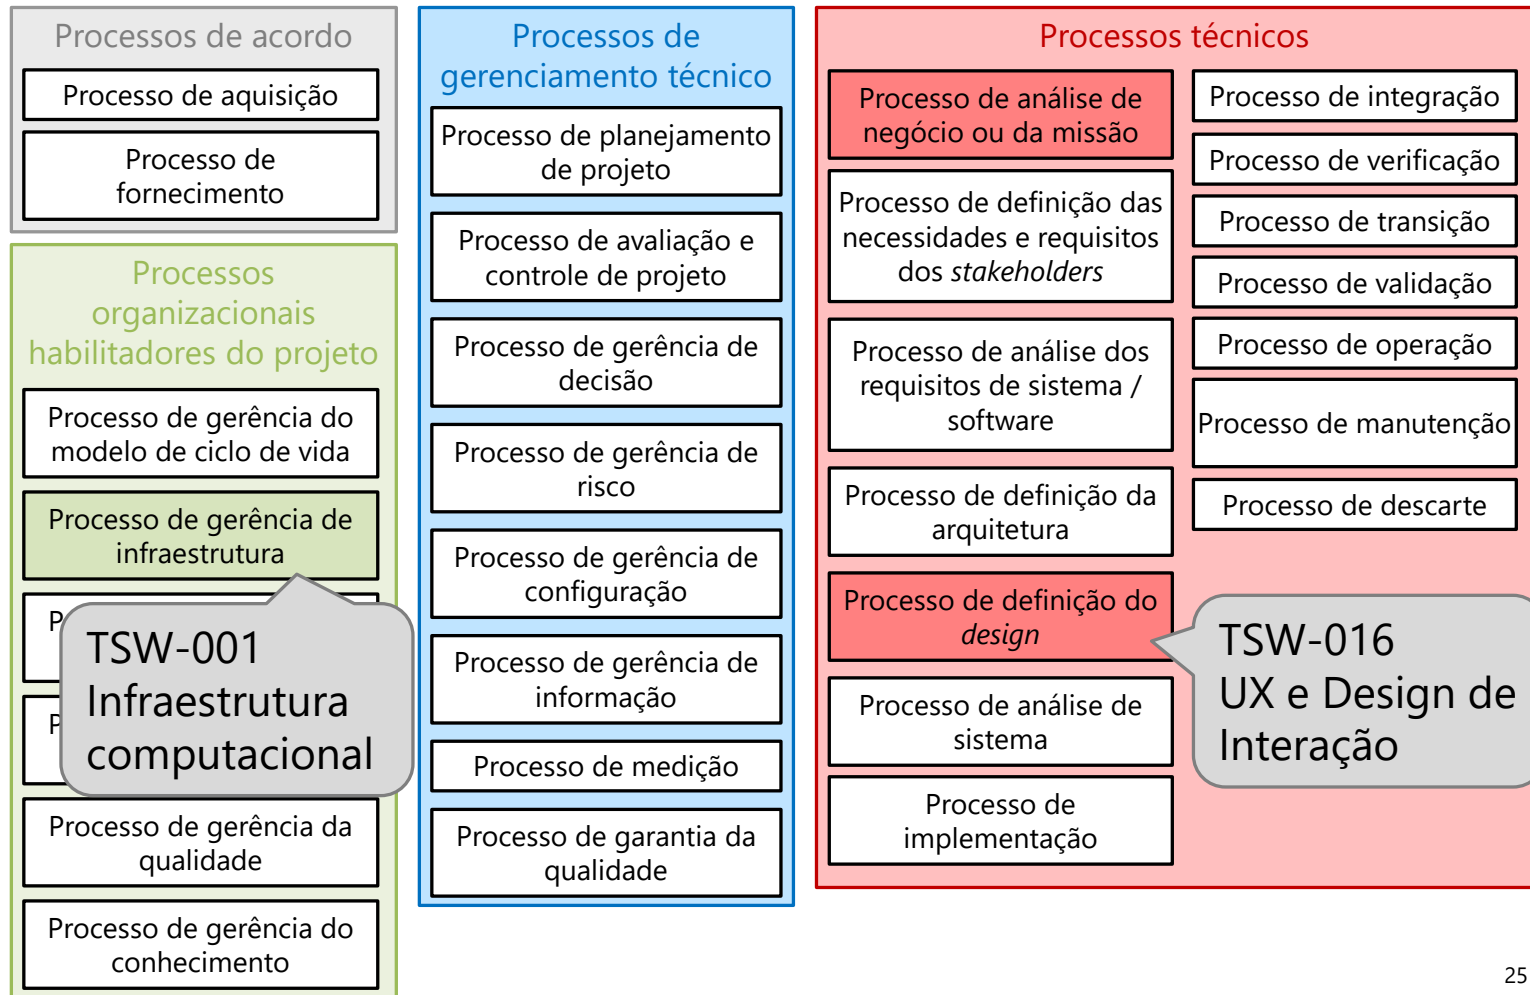 Processos de acordo
Processo de aquisição
Processo de
fornecimento
Processos
organizacionais
habilitadores do projeto
Processo de gerência do
modelo de ciclo de vida
Processo de gerência de
infraestrutura
P
P
TSW-001
Infraestrutura
computacional
Processo de gerência da
qualidade
Processo de gerência do
conhecimento
Processos de
gerenciamento técnico
Processo de planejamento
de projeto
Processo de avaliação e
controle de projeto
Processo de gerência de
decisão
Processo de gerência de
risco
Processo de gerência de
configuração
Processo de gerência de
informação
Processo de medição
Processo de garantia da
qualidade
Processos técnicos
Processo de análise de
negócio ou da missão
Processo de definição das
necessidades e requisitos
dos stakeholders
Processo de análise dos
requisitos de sistema /
software
Processo de definição da
arquitetura
Processo de definição do
design
Processo de análise de
sistema
Processo de
implementação
Processo de integração
Processo de verificação
Processo de transição
Processo de validação
Processo de operação
Processo de manutenção
Processo de descarte
TSW-016
UX e Design de
Interação
25